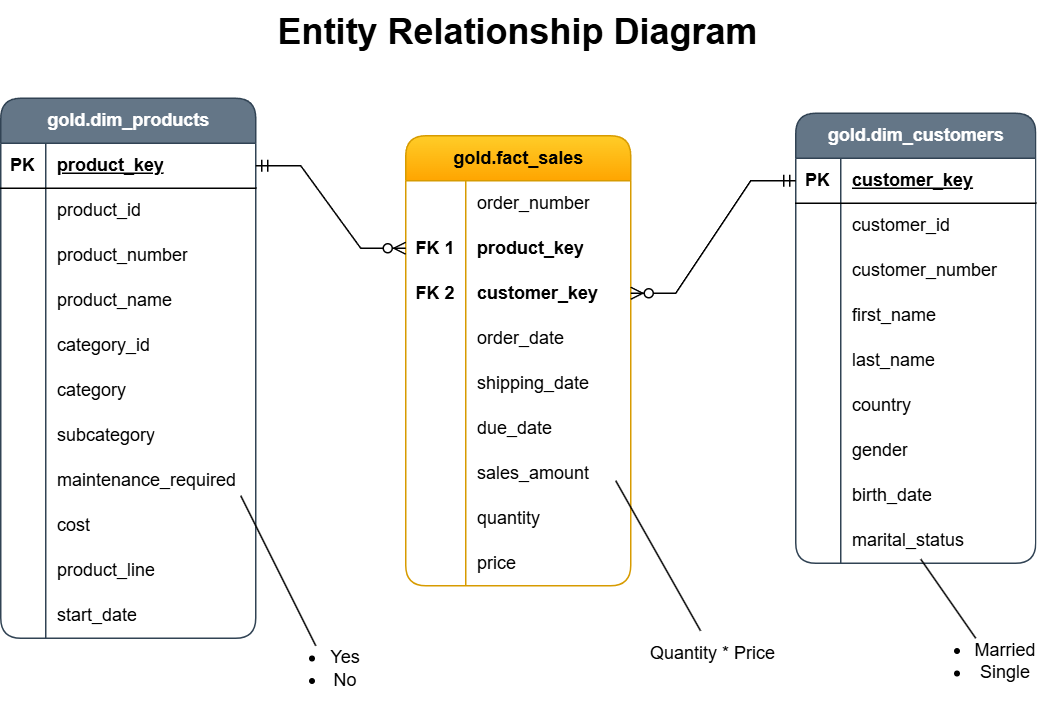 Entity Relationship Diagram
gold.dim_products
PK product_key
product_id
product_number
product_name
category_id
category
subcategory
maintenance_required
cost
product_line
start_date
• Yes
• No
gold.fact_sales
order_number
FK 1 product_key
FK 2 customer_key
order_date
shipping_date
due_date
sales_amount
quantity
price
Quantity * Price
gold.dim_customers
PK customer_key
customer_id
customer_number
first_name
last_name
country
gender
birth_date
marital_status
• Married
• Single